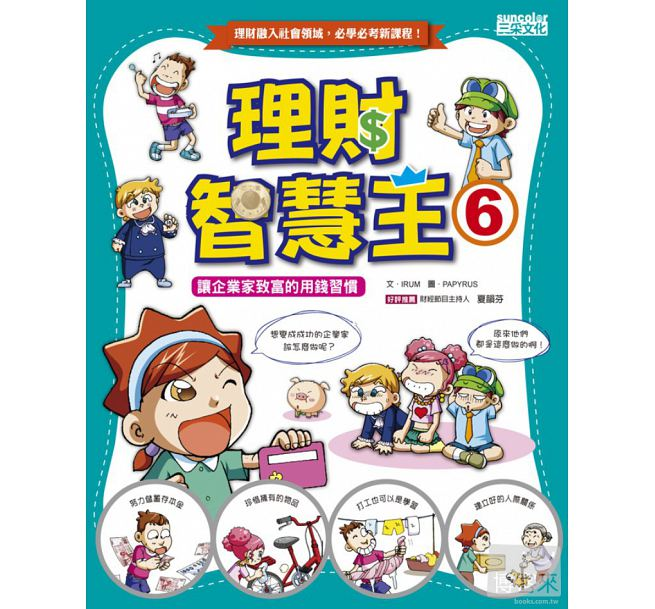 理財融入社會領域，必學必考新課程！
suncolor
三采文化
理財
智慧王6
讓企業家致富的用錢習慣
文．IRUM 圖．PAPYRUS
好評推薦 財經節目主持人 夏韻芬
想變成成功的企業家
該怎麼做呢？
原來他們
都是這麼做的啊！
努力儲蓄存本金
珍惜擁有的物品
打工也可以是學習
建立好的人際關係
博客來
books.com.tw